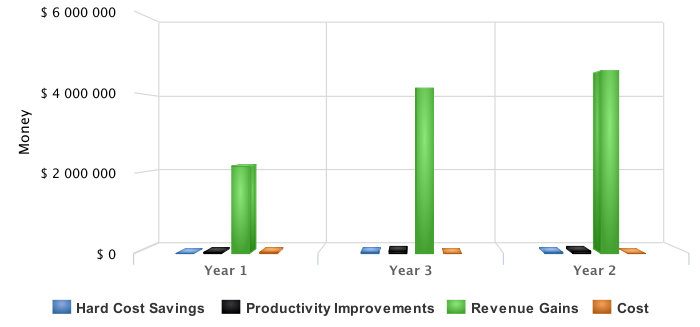 $ 6 000 000
$ 4 000 000
$ 2 000 000
$ 0
Money
Year 1 Year 3 Year 2
Hard Cost Savings Productivity Improvements Revenue Gains Cost